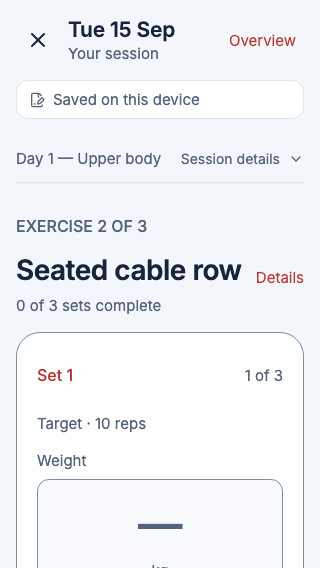 Tue 15 Sep
Your session
Overview
Saved on this device
Day 1 — Upper body
Session details
EXERCISE 2 OF 3
Seated cable row
Details
0 of 3 sets complete
Set 1
1 of 3
Target · 10 reps
Weight
—